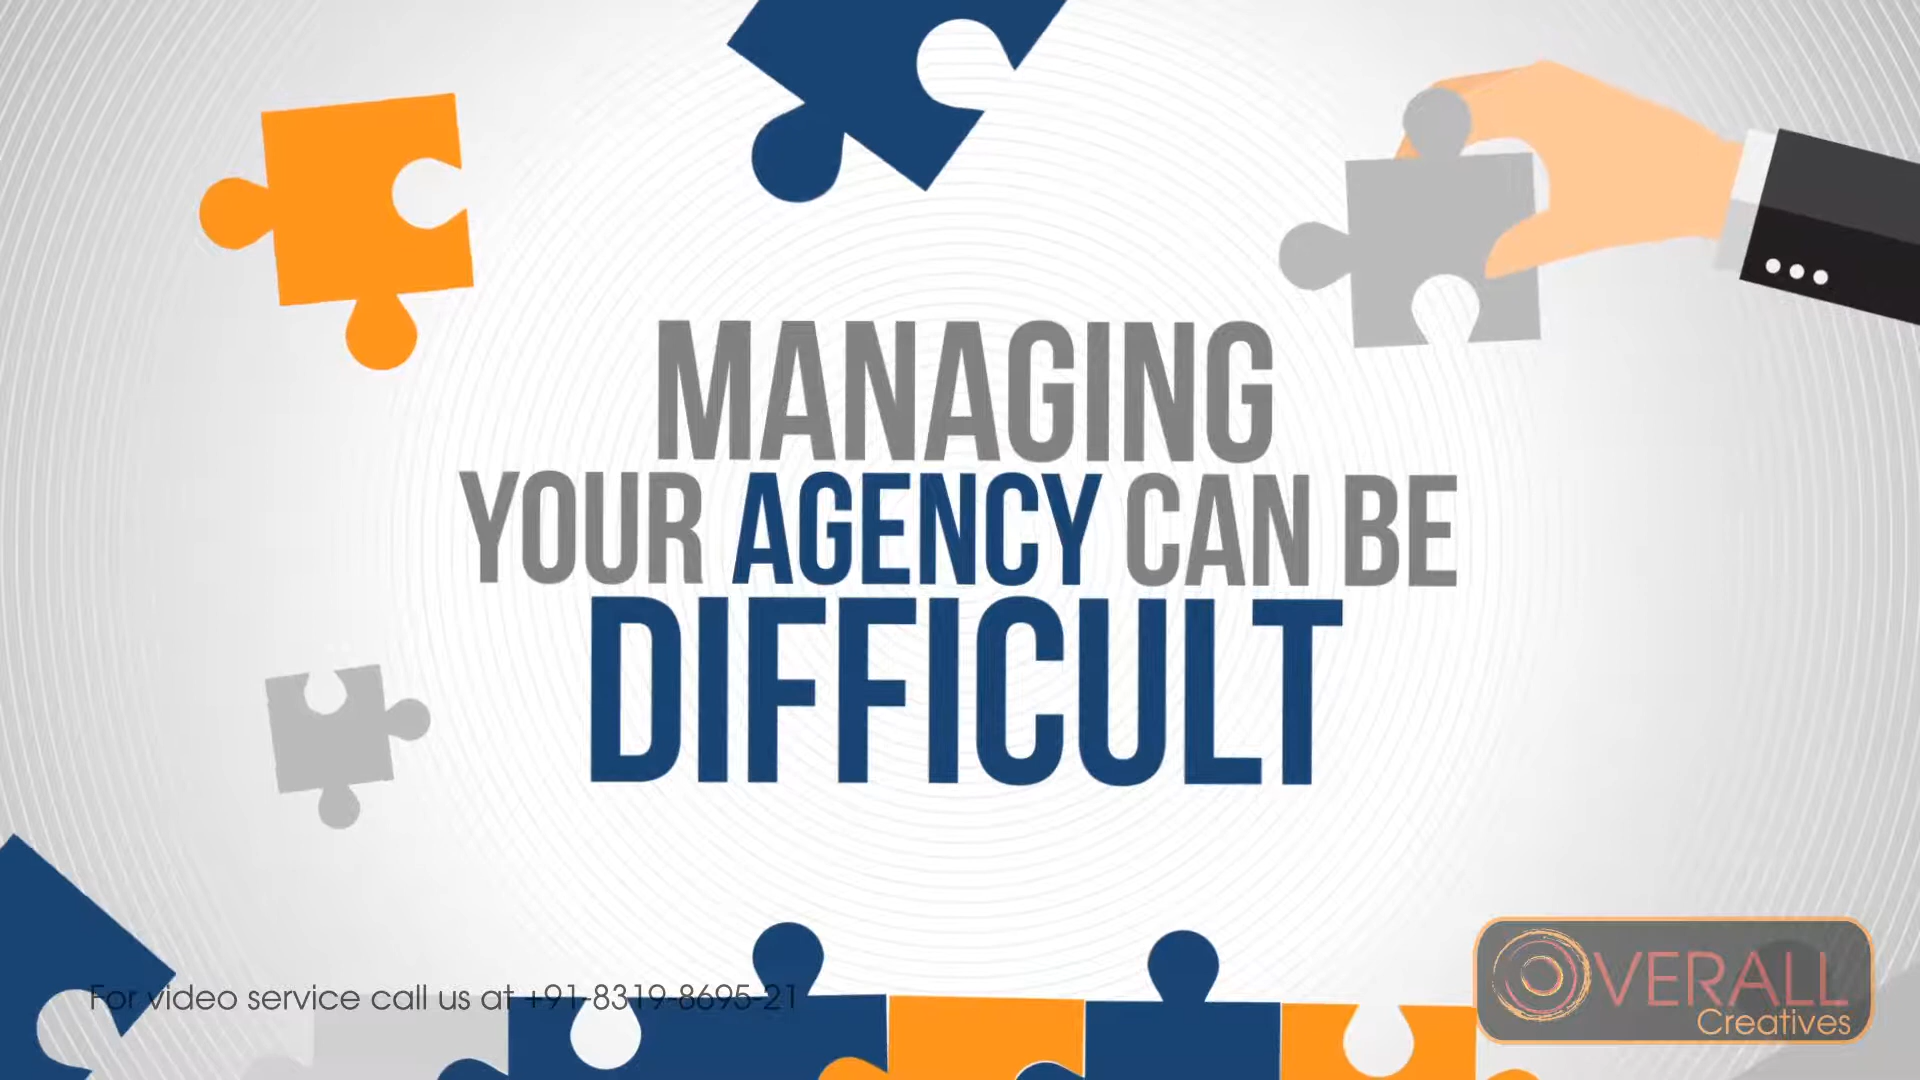 MANAGING
YOUR AGENCY CAN BE
DIFFICULT
For video service call us at +91-8319-8695-21
OVERALL
Creatives